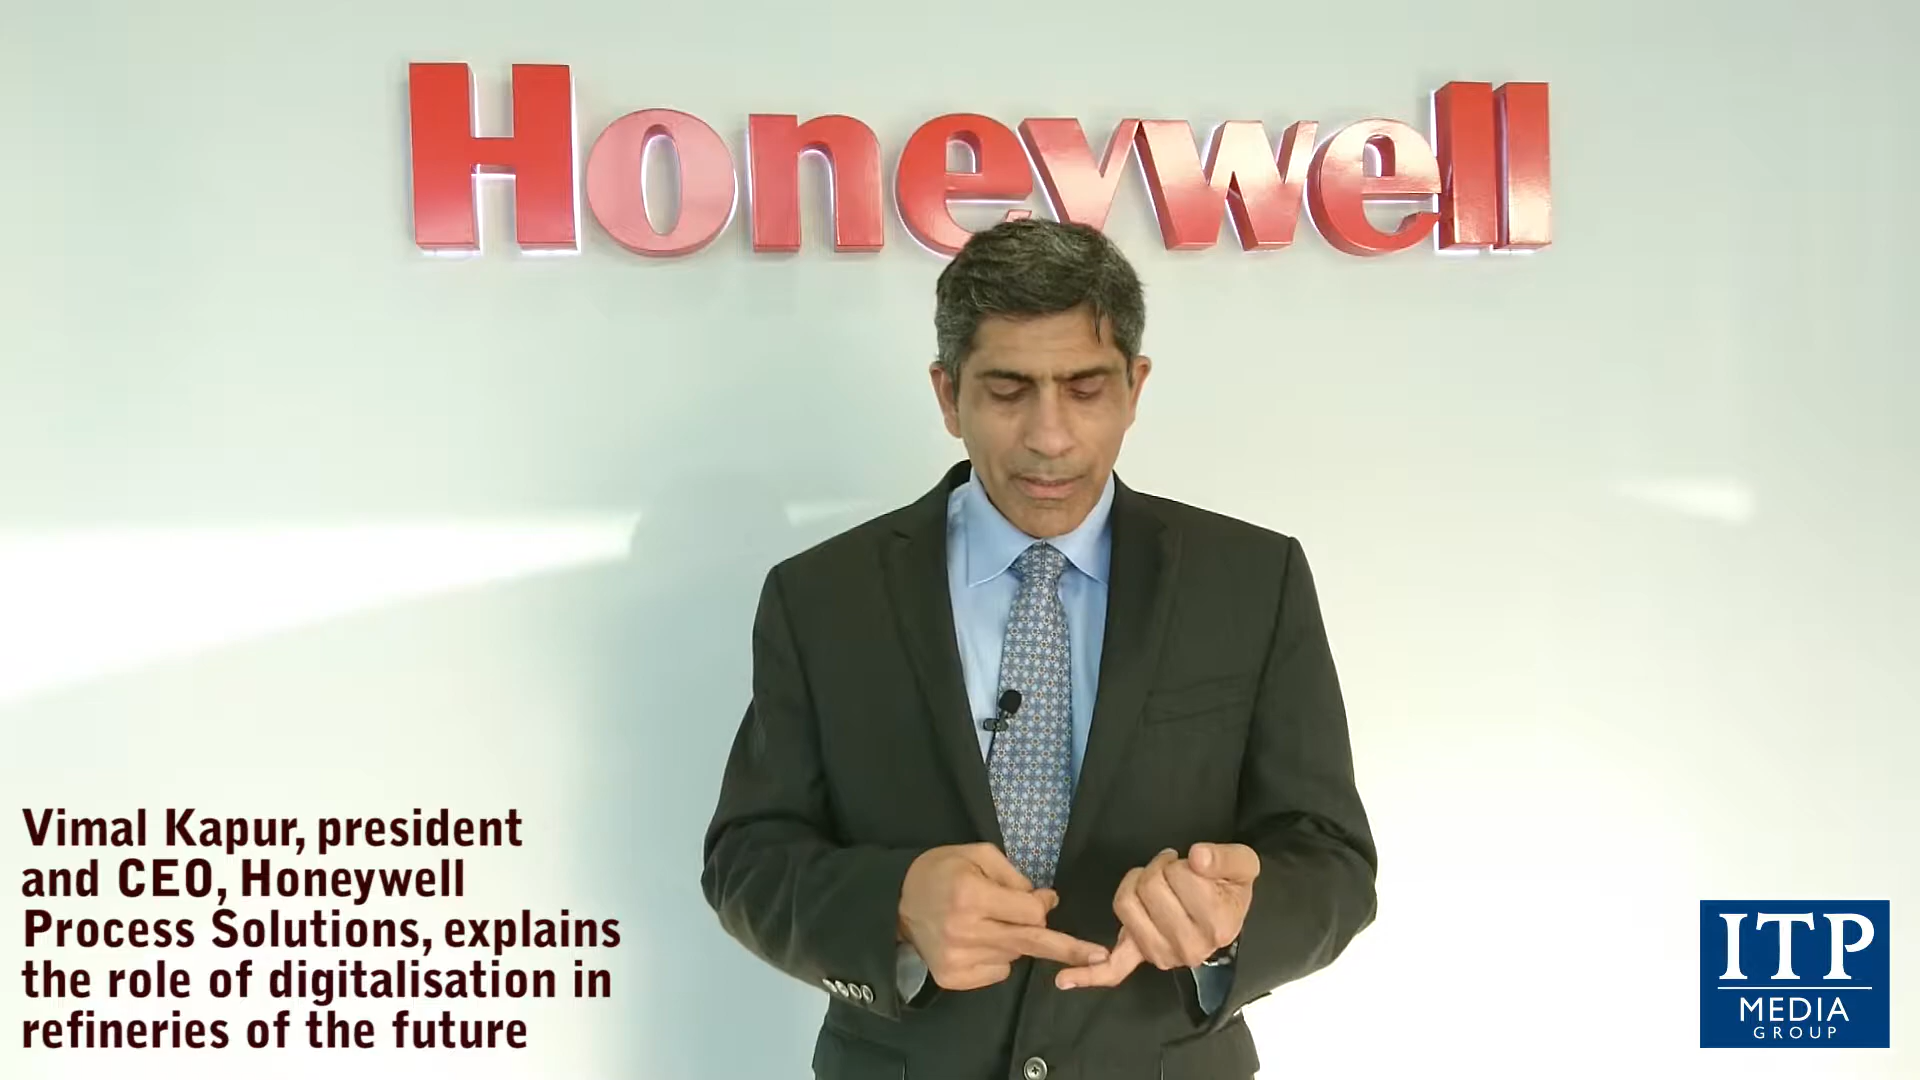 Honeywell
Vimal Kapur, president
and CEO, Honeywell
Process Solutions, explains
the role of digitalisation in
refineries of the future
ITP
MEDIA
GROUP